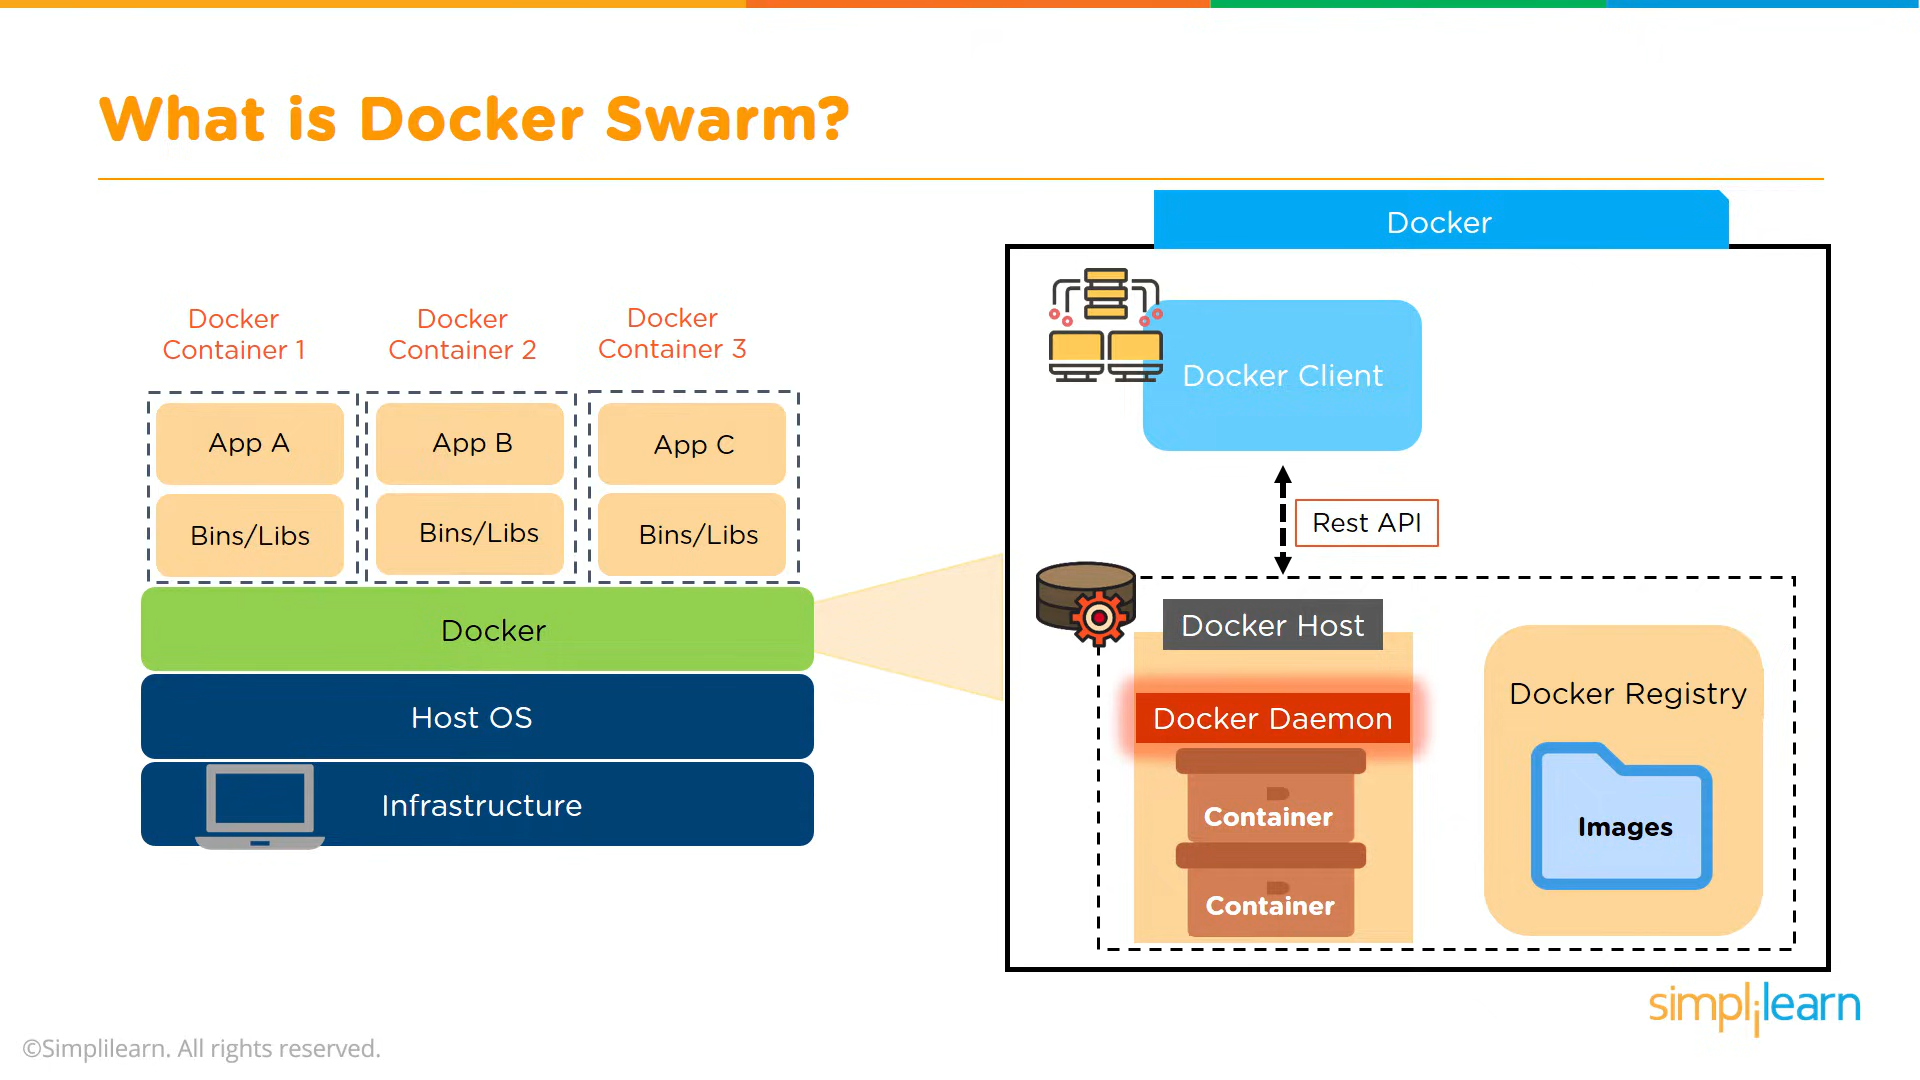 What is Docker Swarm?
Docker
Container 1
Docker
Container 2
Docker
Container 3
App A
App B
App C
Bins/Libs
Bins/Libs
Bins/Libs
Docker
Host OS
Infrastructure
Docker
Docker Client
Rest API
Docker Host
Docker Daemon
Container
Container
Docker Registry
Images
simplilearn
©Simplilearn. All rights reserved.